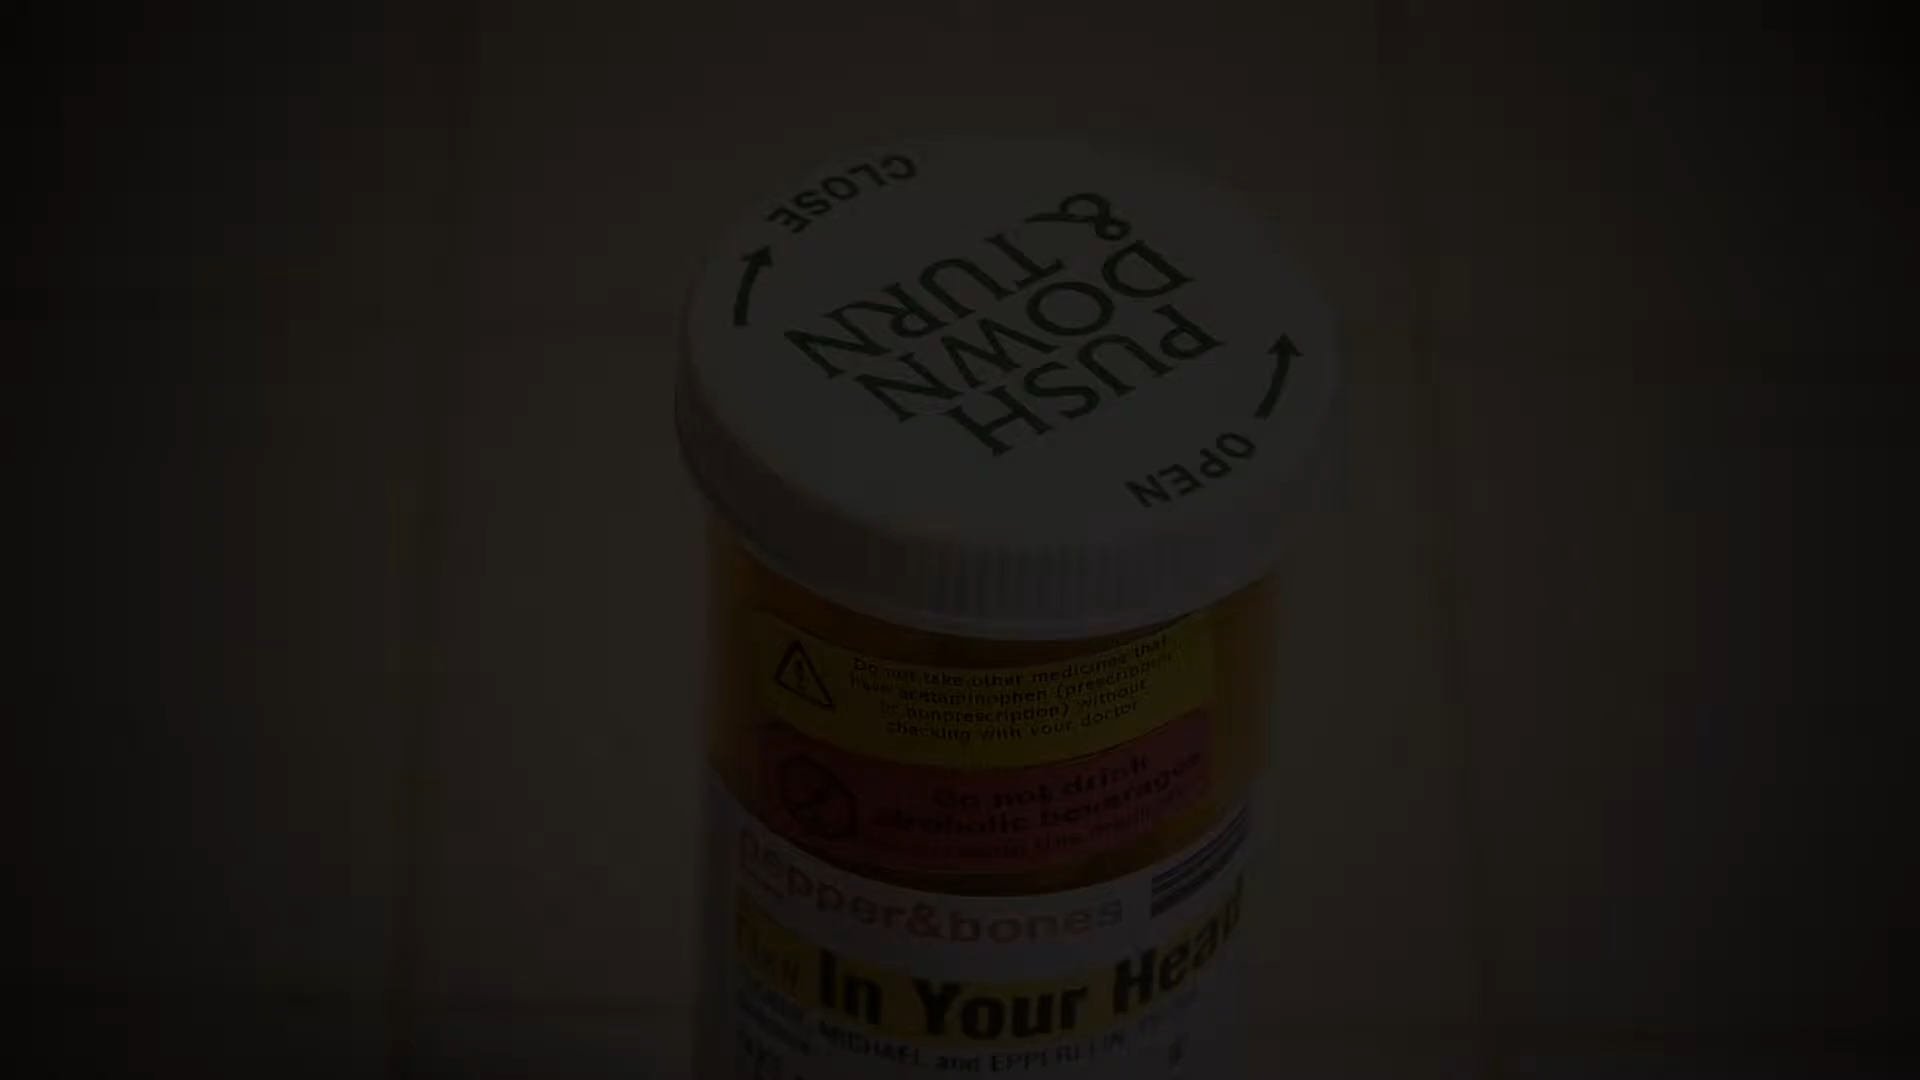 CLOSE
PUSH
DOWN
& TURN
OPEN
Do not take other medicines that
have acetaminophen (prescription
or nonprescription) without
checking with your doctor
Do not drink
alcoholic beverages
pepper&bones
In Your Head
MICHAEL and EPPERLEIN